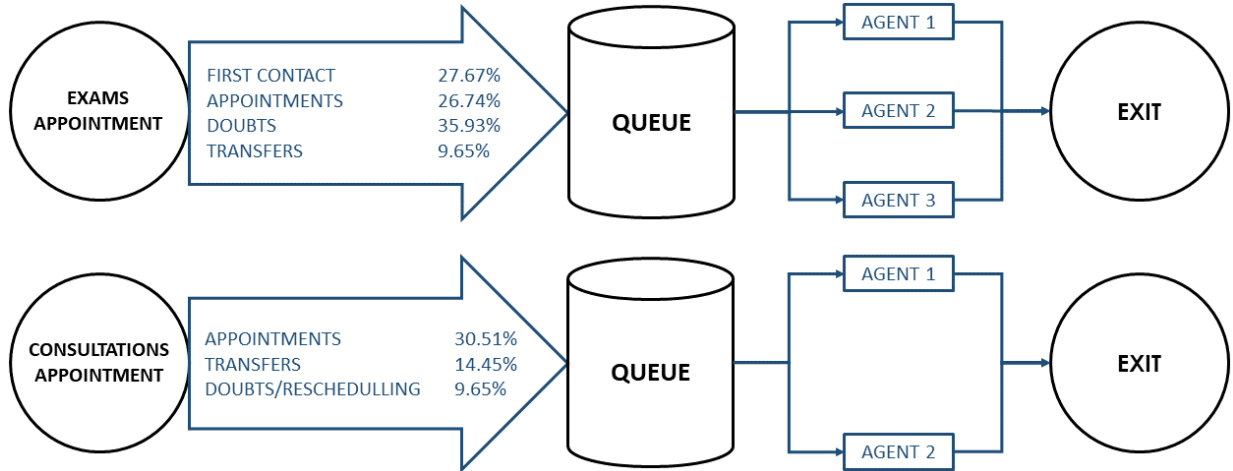 EXAMS
APPOINTMENT
FIRST CONTACT 27.67%
APPOINTMENTS 26.74%
DOUBTS 35.93%
TRANSFERS 9.65%
QUEUE
AGENT 1
AGENT 2
AGENT 3
EXIT
CONSULTATIONS
APPOINTMENT
APPOINTMENTS 30.51%
TRANSFERS 14.45%
DOUBTS/RESCHEDULLING 9.65%
QUEUE
AGENT 1
AGENT 2
EXIT